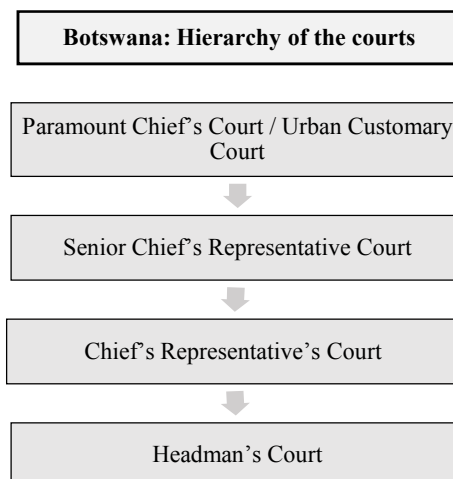 Botswana: Hierarchy of the courts
Paramount Chief’s Court / Urban Customary
Court
Senior Chief’s Representative Court
Chief’s Representative’s Court
Headman’s Court